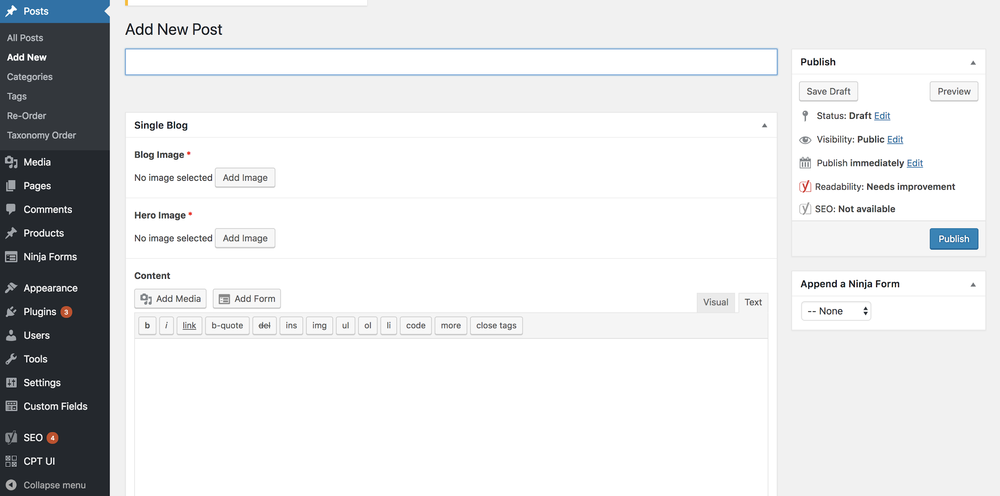 Posts
All Posts
Add New
Categories
Tags
Re-Order
Taxonomy Order
Media
Pages
Comments
Products
Ninja Forms
Appearance
Plugins 3
Users
Tools
Settings
Custom Fields
SEO 4
CPT UI
Collapse menu
Add New Post
Single Blog
Blog Image *
No image selected Add Image
Hero Image *
No image selected Add Image
Content
Add Media Add Form Visual Text
b i link b-quote del ins img ul ol li code more close tags
Publish
Save Draft Preview
Status: Draft Edit
Visibility: Public Edit
Publish immediately Edit
Readability: Needs improvement
SEO: Not available
Publish
Append a Ninja Form
-- None